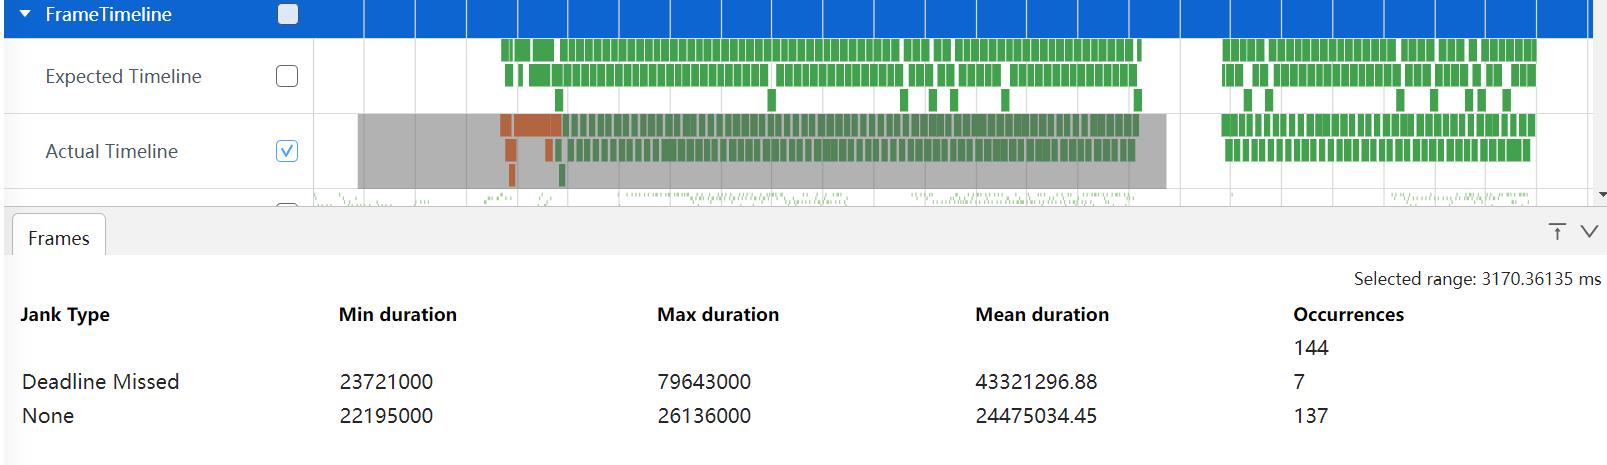 FrameTimeline
Expected Timeline
Actual Timeline
Frames
Selected range: 3170.36135 ms
Jank Type Min duration Max duration Mean duration Occurrences
144
Deadline Missed 23721000 79643000 43321296.88 7
None 22195000 26136000 24475034.45 137